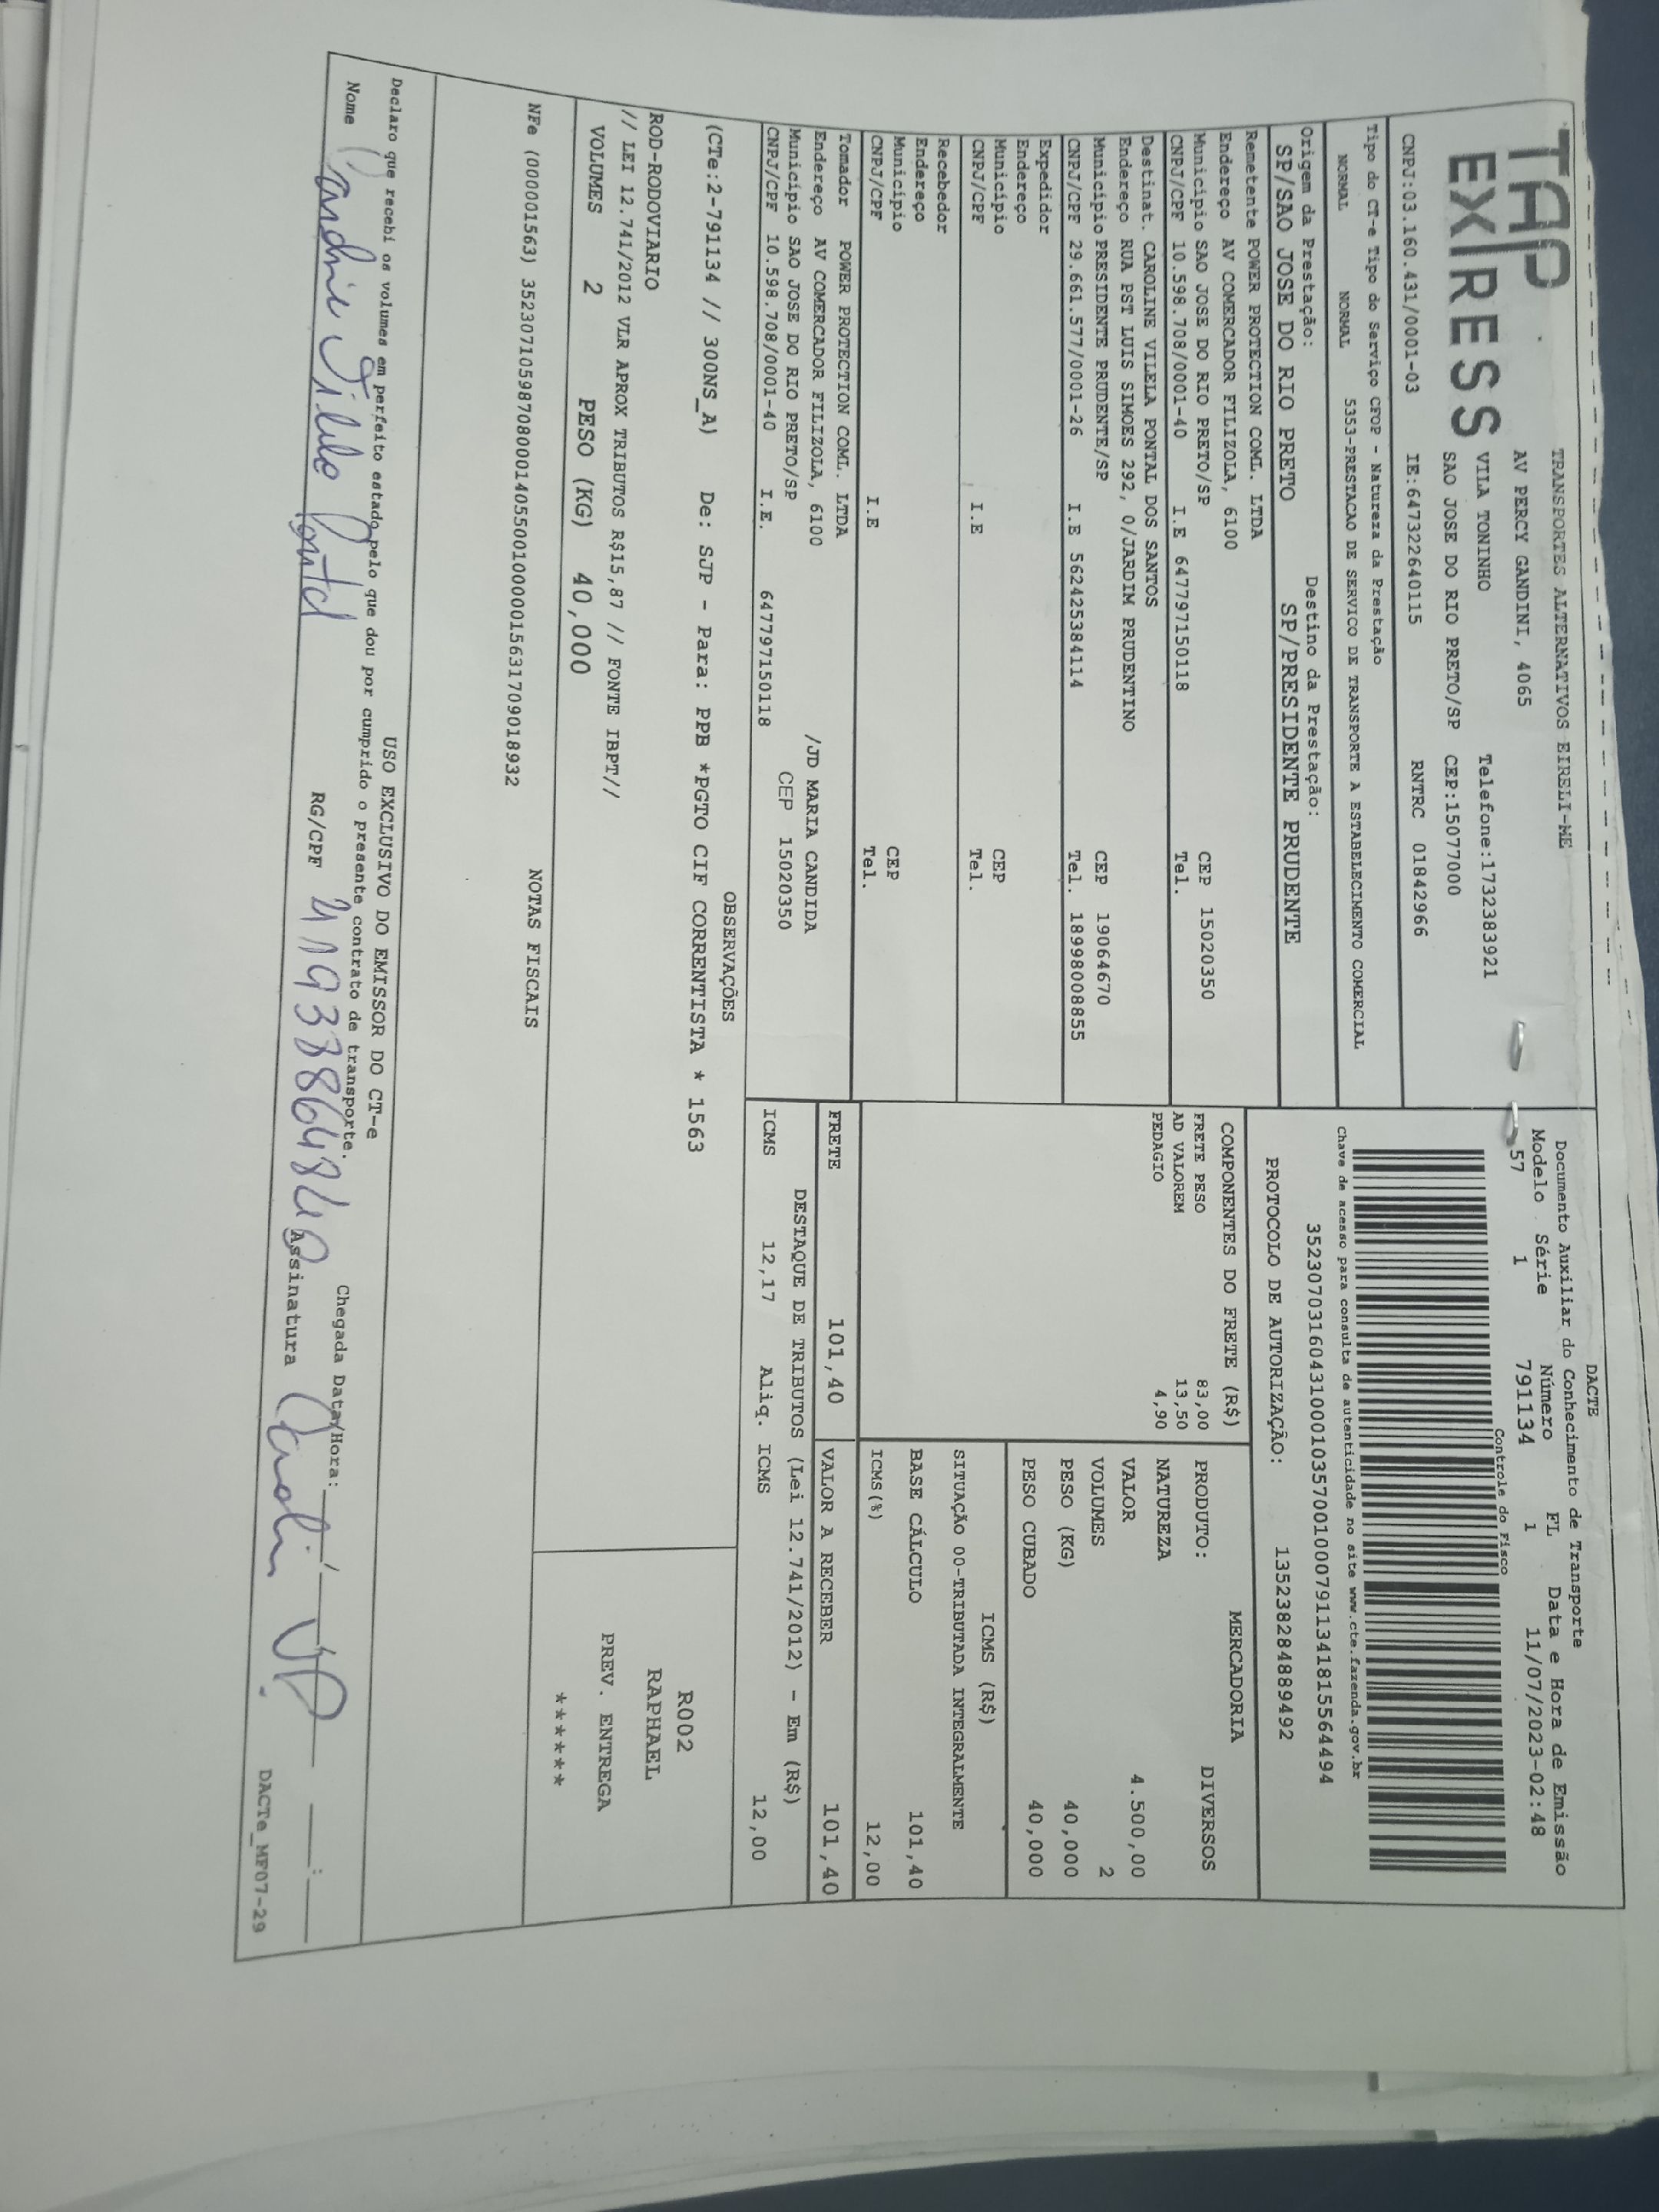 TAP EXPRESS
TRANSPORTES ALTERNATIVOS EIRELI-ME
AV PERCY GANDINI, 4065
VILA TONINHO Telefone:1732383921
SAO JOSE DO RIO PRETO/SP CEP:15077000
CNPJ:03.160.431/0001-03 IE:647322640115 RNTRC 01842966
DACTE
Documento Auxiliar do Conhecimento de Transporte
Modelo Série Número FL Data e Hora de Emissão
57 1 791134 1 11/07/2023-02:48
Controle do Fisco
Chave de acesso para consulta de autenticidade no site www.cte.fazenda.gov.br
35230703160431000103570010007911341815564494
PROTOCOLO DE AUTORIZAÇÃO: 135238284889492
Tipo do CT-e Tipo do Serviço CFOP - Natureza da Prestação
NORMAL NORMAL 5353-PRESTACAO DE SERVICO DE TRANSPORTE A ESTABELECIMENTO COMERCIAL
Origem da Prestação: Destino da Prestação:
SP/SAO JOSE DO RIO PRETO SP/PRESIDENTE PRUDENTE
Remetente POWER PROTECTION COML. LTDA
Endereço AV COMERCADOR FILIZOLA, 6100
Município SAO JOSE DO RIO PRETO/SP CEP 15020350
CNPJ/CPF 10.598.708/0001-40 I.E 647797150118 Tel.
Destinat. CAROLINE VILELA PONTAL DOS SANTOS
Endereço RUA PST LUIS SIMOES 292, 0/JARDIM PRUDENTINO
Município PRESIDENTE PRUDENTE/SP CEP 19064670
CNPJ/CPF 29.661.577/0001-26 I.E 562425384114 Tel. 18998008855
Expedidor
Endereço
Município CEP
CNPJ/CPF I.E Tel.
Recebedor
Endereço
Município CEP
CNPJ/CPF I.E Tel.
Tomador POWER PROTECTION COML. LTDA
Endereço AV COMERCADOR FILIZOLA, 6100 /JD MARIA CANDIDA
Município SAO JOSE DO RIO PRETO/SP CEP 15020350
CNPJ/CPF 10.598.708/0001-40 I.E. 647797150118
COMPONENTES DO FRETE (R$)
FRETE PESO 83,00
AD VALOREM 13,50
PEDAGIO 4,90
MERCADORIA
PRODUTO: DIVERSOS
NATUREZA
VALOR 4.500,00
VOLUMES 2
PESO (KG) 40,000
PESO CUBADO 40,000
ICMS (R$)
SITUAÇÃO 00-TRIBUTADA INTEGRALMENTE
BASE CÁLCULO 101,40
ICMS(%) 12,00
FRETE 101,40 VALOR A RECEBER 101,40
DESTAQUE DE TRIBUTOS (Lei 12.741/2012) - Em (R$)
ICMS 12,17 Aliq. ICMS 12,00
OBSERVAÇÕES
(CTe:2-791134 // 300NS_A) De: SJP - Para: PPB *PGTO CIF CORRENTISTA * 1563
ROD-RODOVIARIO
// LEI 12.741/2012 VLR APROX TRIBUTOS R$15,87 // FONTE IBPT//
VOLUMES 2 PESO (KG) 40,000
R002
RAPHAEL
PREV. ENTREGA
******
NOTAS FISCAIS
NFe (000001563) 35230710598708000140550010000015631709018932
USO EXCLUSIVO DO EMISSOR DO CT-e
Declaro que recebi os volumes em perfeito estado pelo que dou por cumprido o presente contrato de transporte.
Chegada Data/Hora:
Nome RG/CPF Assinatura
DACTe_MF07-29